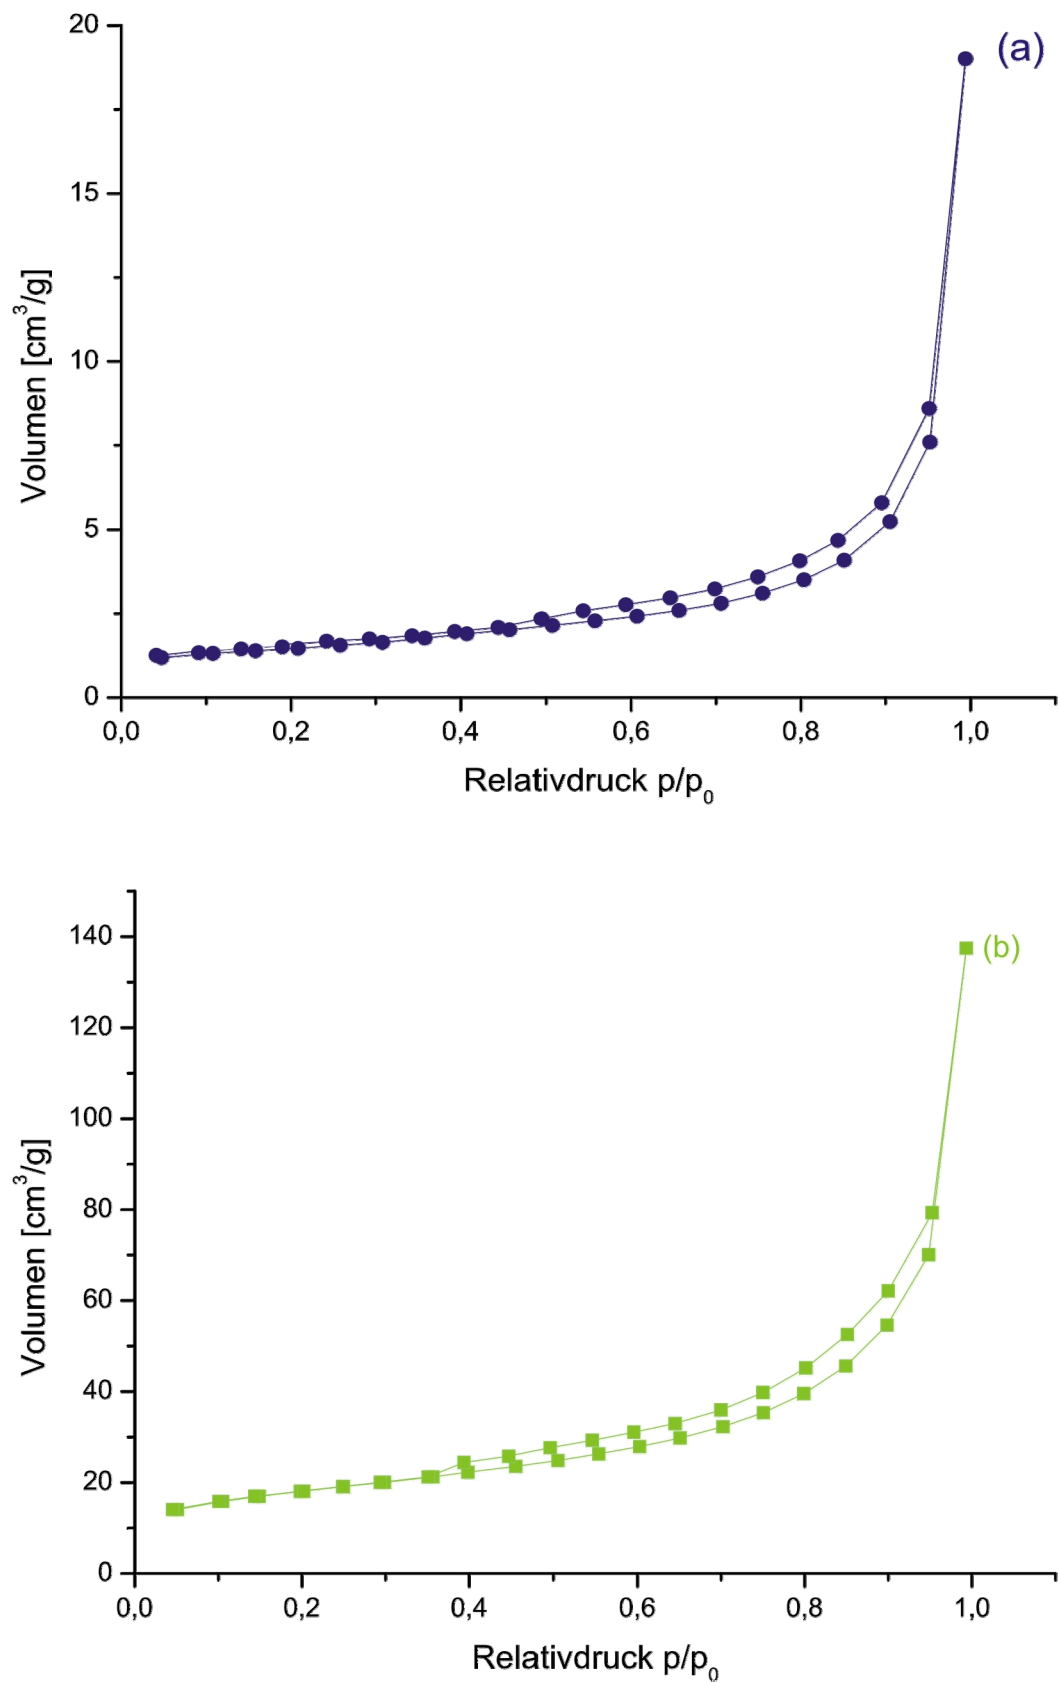 (a)
Volumen [cm³/g]
20
15
10
5
0
0,0 0,2 0,4 0,6 0,8 1,0
Relativdruck p/p₀
(b)
Volumen [cm³/g]
140
120
100
80
60
40
20
0
0,0 0,2 0,4 0,6 0,8 1,0
Relativdruck p/p₀